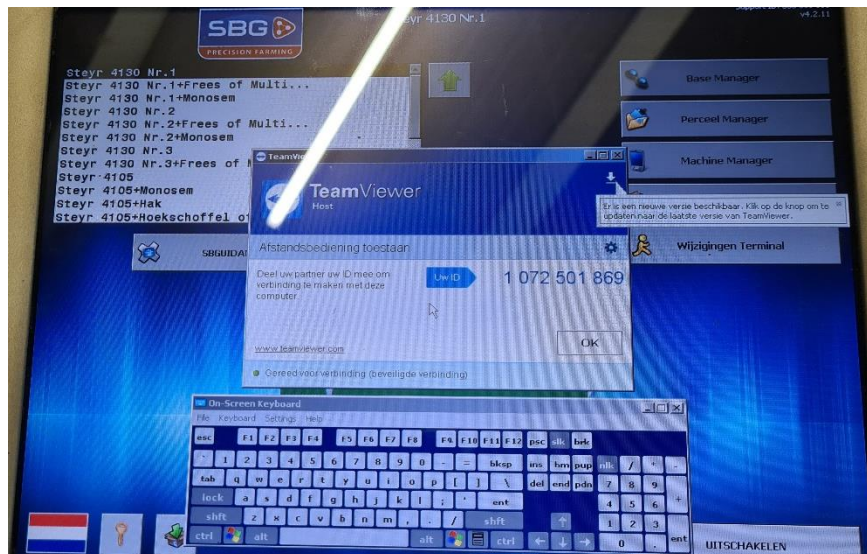 SBG
PRECISION FARMING
Steyr 4130 Nr.1
v4.2.11
Steyr 4130 Nr.1
Steyr 4130 Nr.1+Frees of Multi...
Steyr 4130 Nr.1+Monosem
Steyr 4130 Nr.2
Steyr 4130 Nr.2+Frees of Multi...
Steyr 4130 Nr.2+Monosem
Steyr 4130 Nr.3
Steyr 4130 Nr.3+Frees of
Steyr 4105
Steyr 4105+Monosem
Steyr 4105+Hak
Steyr 4105+Hoekschoffel
Base Manager
Perceel Manager
Machine Manager
Wijzigingen Terminal
TeamViewer
Host
Er is een nieuwe versie beschikbaar. Klik op de knop om te
updaten naar de laatste versie van TeamViewer.
Afstandsbediening toestaan
Deel uw partner uw ID mee om
verbinding te maken met deze
computer.
Uw ID
1 072 501 869
www.teamviewer.com
OK
Gereed voor verbinding (beveiligde verbinding)
On-Screen Keyboard
File Keyboard Settings Help
esc F1 F2 F3 F4 F5 F6 F7 F8 F9 F10 F11 F12 psc slk brk
` 1 2 3 4 5 6 7 8 9 0 - = bksp ins hm pup nlk / * -
tab q w e r t y u i o p [ ] \ del end pdn 7 8 9 +
lock a s d f g h j k l ; ' ent 4 5 6
shft z x c v b n m , . / shft ↑ 1 2 3 ent
ctrl alt alt ctrl ← ↓ → 0 .
UITSCHAKELEN